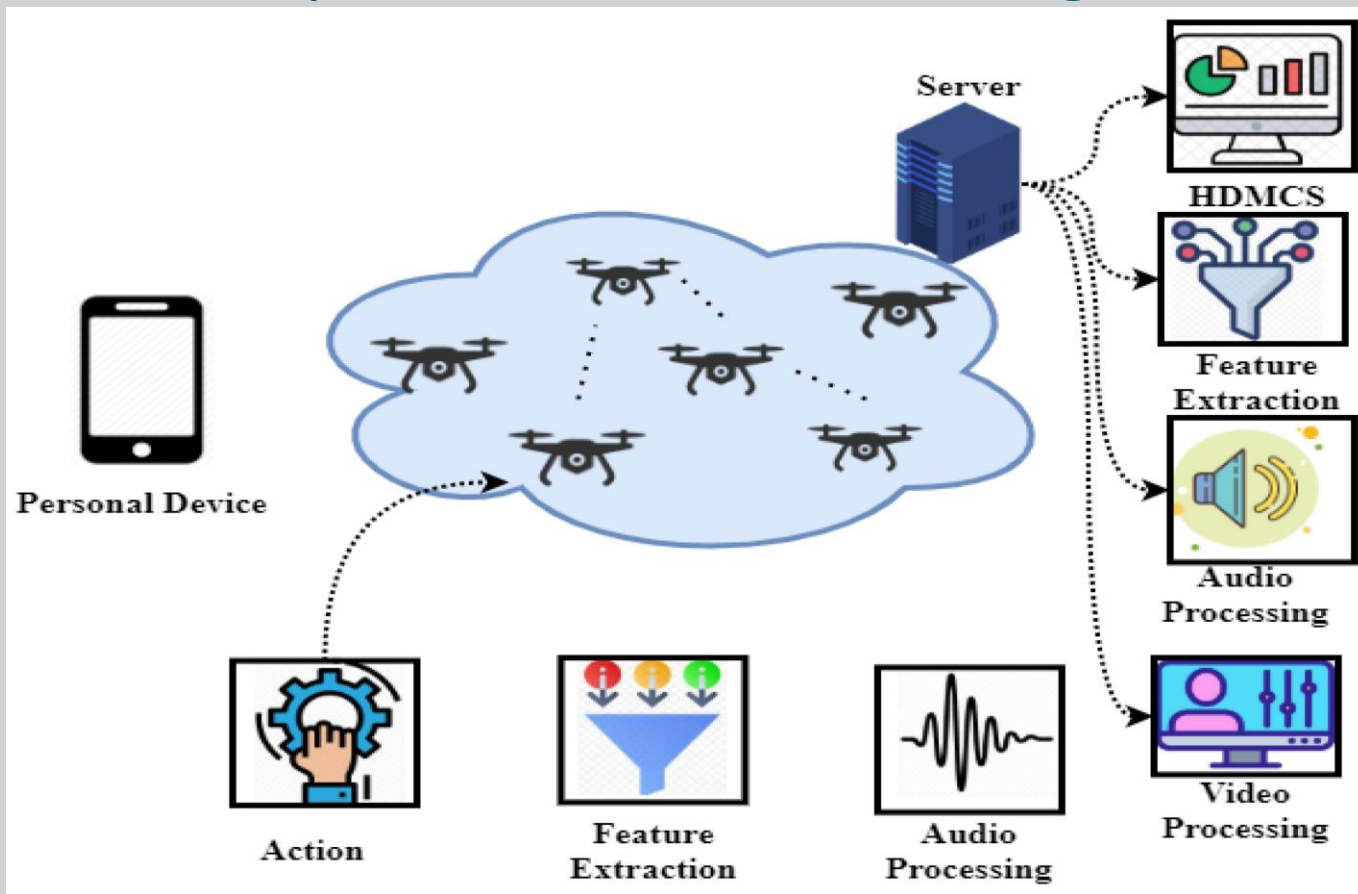 Server
HDMCS
Feature
Extraction
Personal Device
Audio
Processing
Action
Feature
Extraction
Audio
Processing
Video
Processing